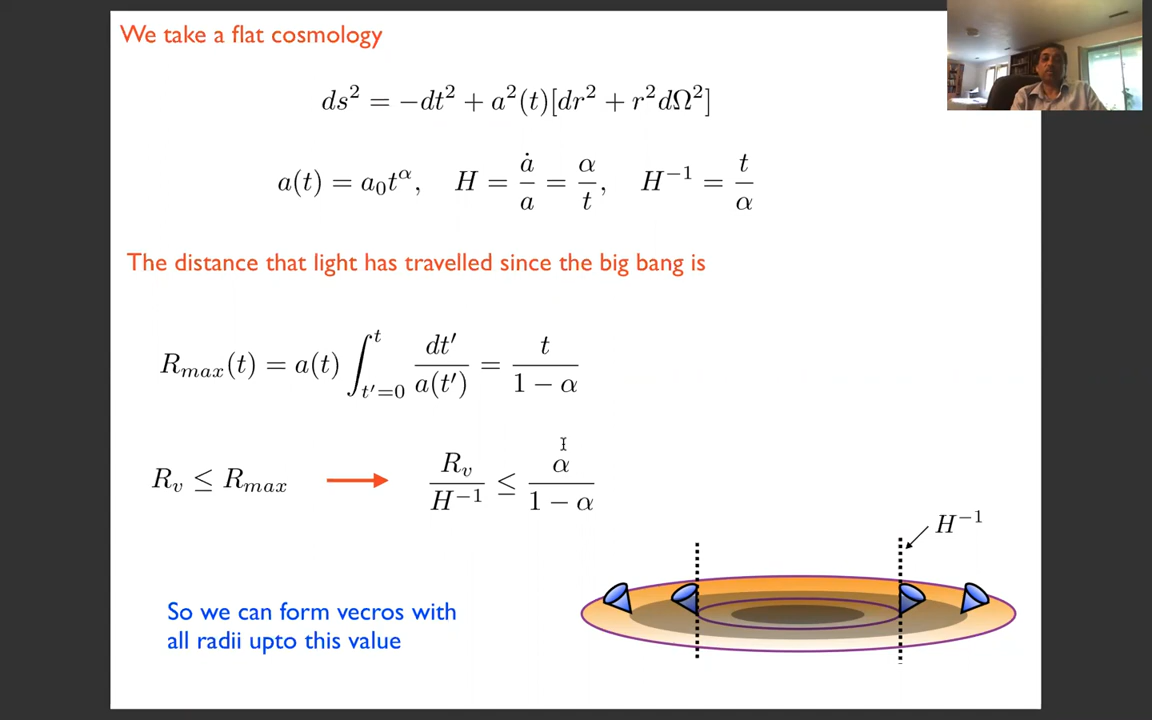 We take a flat cosmology
ds² = −dt² + a²(t)[dr² + r²dΩ²]
a(t) = a₀t^α, H = ȧ/a = α/t, H⁻¹ = t/α
The distance that light has travelled since the big bang is
R_max(t) = a(t) ∫_{t′=0}^{t} dt′/a(t′) = t/(1 − α)
R_v ≤ R_max → R_v/H⁻¹ ≤ α/(1 − α)
H⁻¹
So we can form vecros with
all radii upto this value